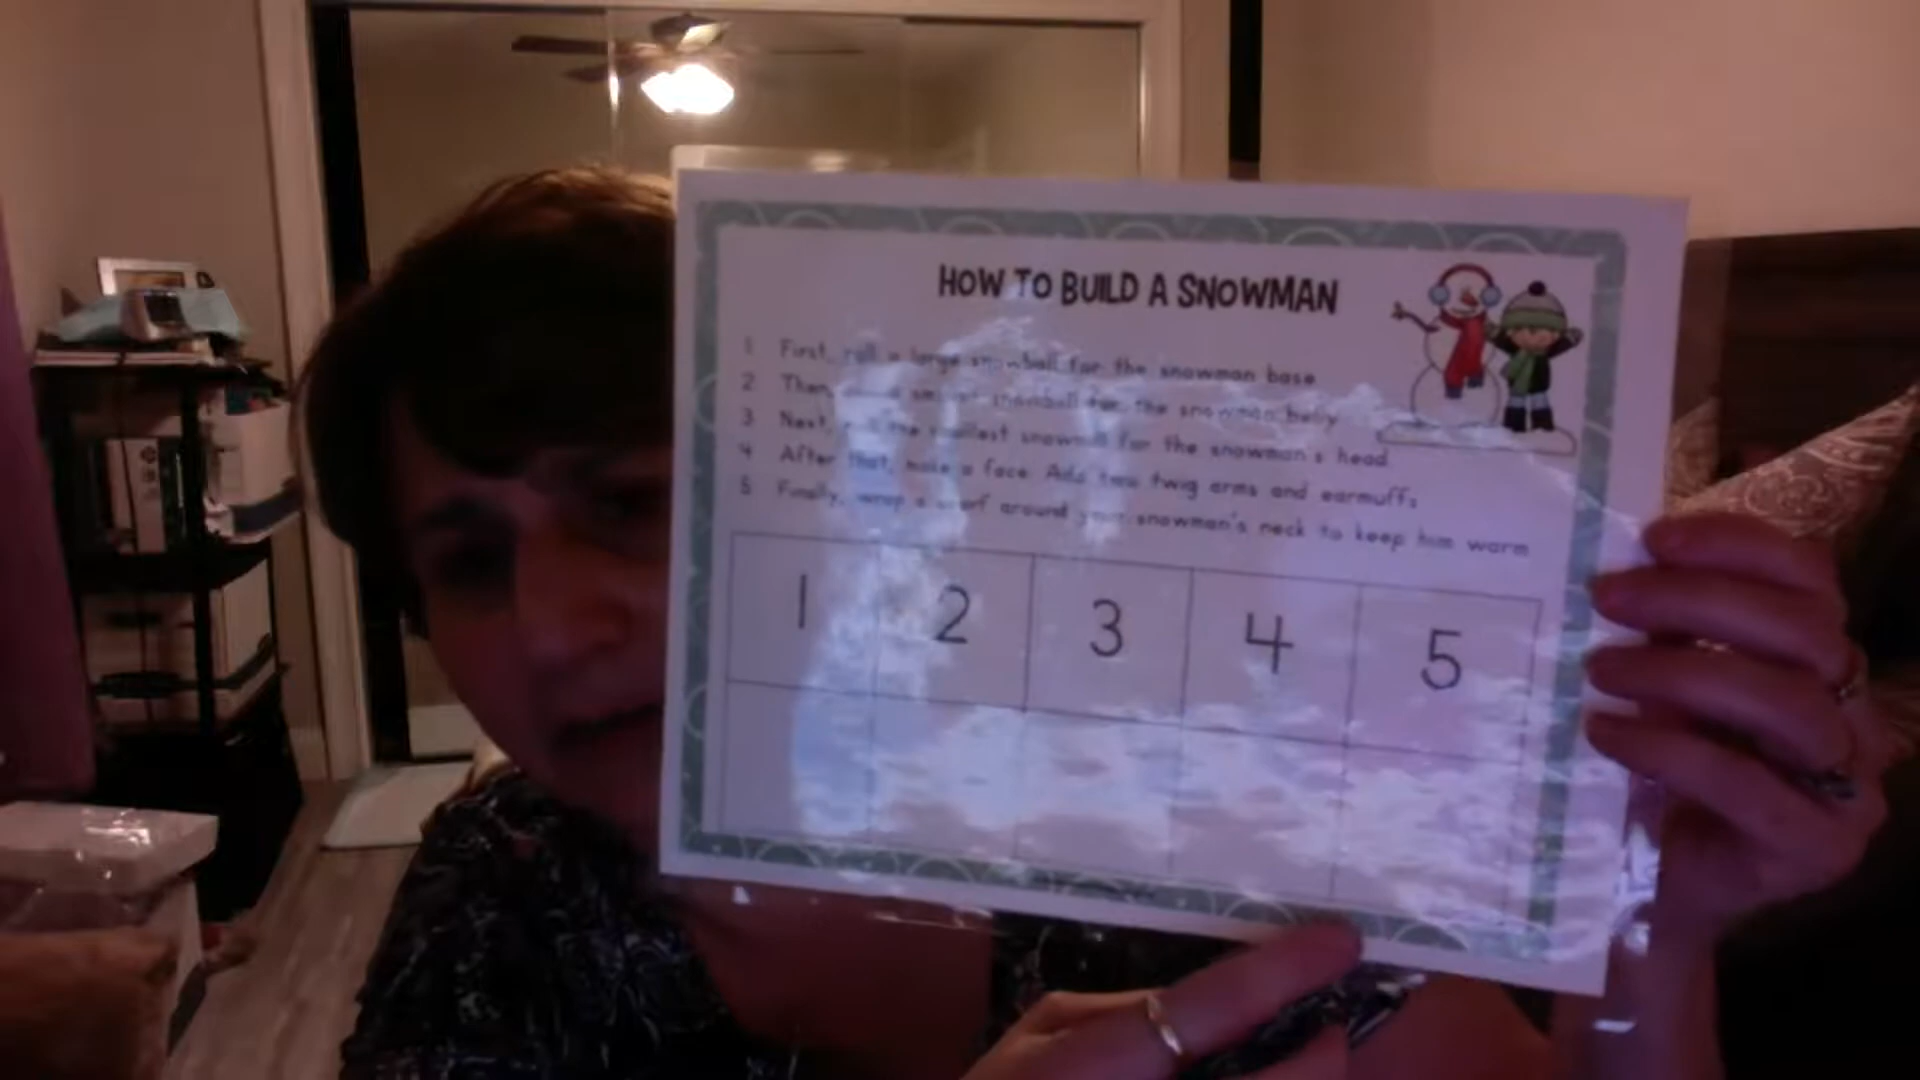 HOW TO BUILD A SNOWMAN
1 First, roll a large snowball for the snowman base
2 Then, smaller snowball for the snowman belly
3 Next, roll the smallest snowball for the snowman's head.
4 After that, make a face. Add two twig arms and earmuffs
5 Finally, wrap a scarf around your snowman's neck to keep him warm
1 2 3 4 5